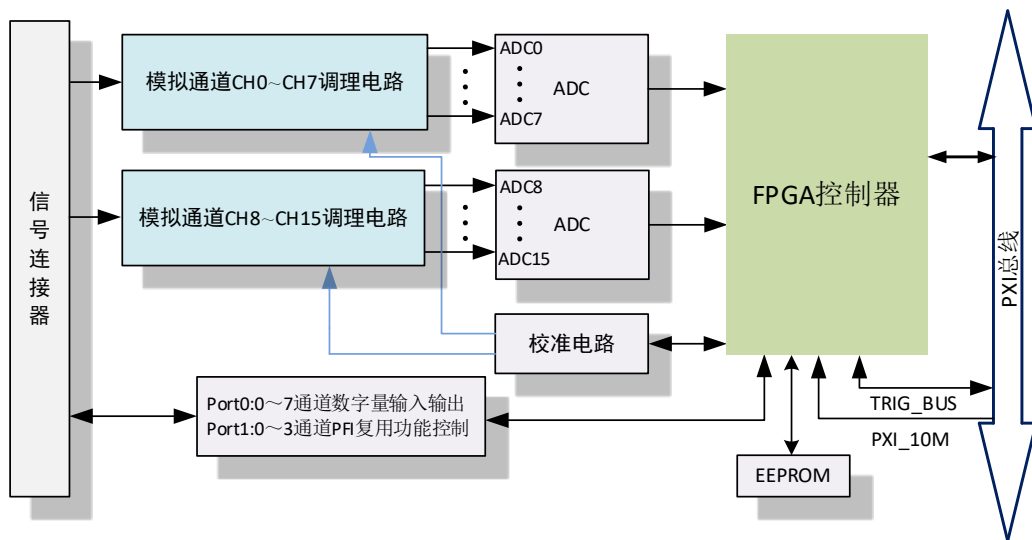 信号连接器
模拟通道CH0~CH7调理电路
ADC0
ADC
ADC7
模拟通道CH8~CH15调理电路
ADC8
ADC
ADC15
校准电路
Port0:0～7通道数字量输入输出
Port1:0～3通道PFI复用功能控制
FPGA控制器
EEPROM
TRIG_BUS
PXI_10M
PXI总线